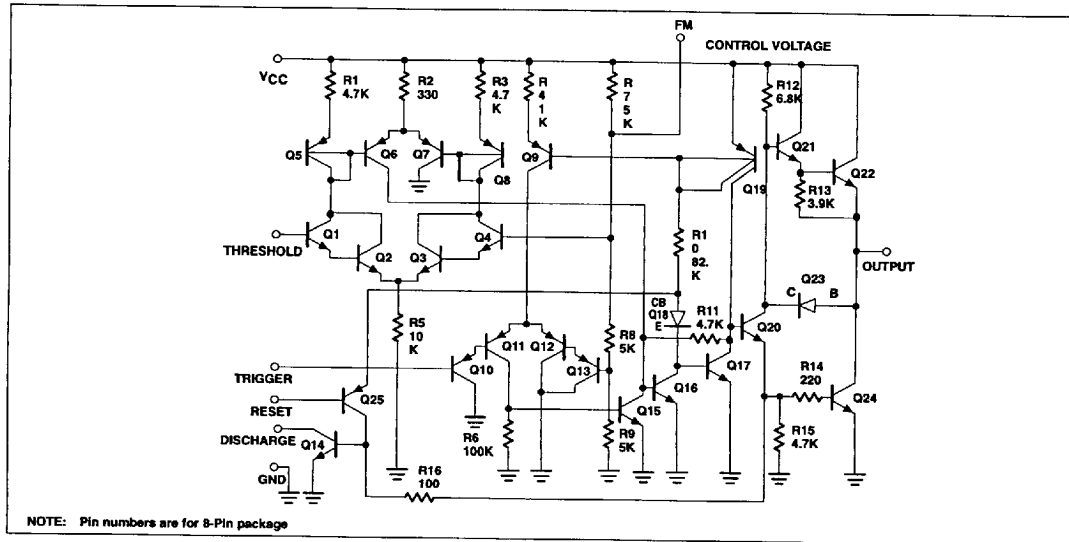 FM
CONTROL VOLTAGE
VCC
R1
4.7K
R2
330
R3
4.7
K
R
4 1
K
R
7 5
K
R12
6.8K
Q5
Q6
Q7
Q8
Q9
Q19
Q21
Q22
R13
3.9K
THRESHOLD
Q1
Q2
Q3
Q4
R1
0
82.
K
OUTPUT
Q23
C
B
CB
Q18
E
R11
4.7K
Q20
R5
10
K
Q11
Q12
R8
5K
TRIGGER
Q10
Q13
Q16
Q17
R14
220
Q25
RESET
Q15
Q24
DISCHARGE
Q14
R6
100K
R9
5K
R15
4.7K
GND
R16
100
NOTE: Pin numbers are for 8-Pin package